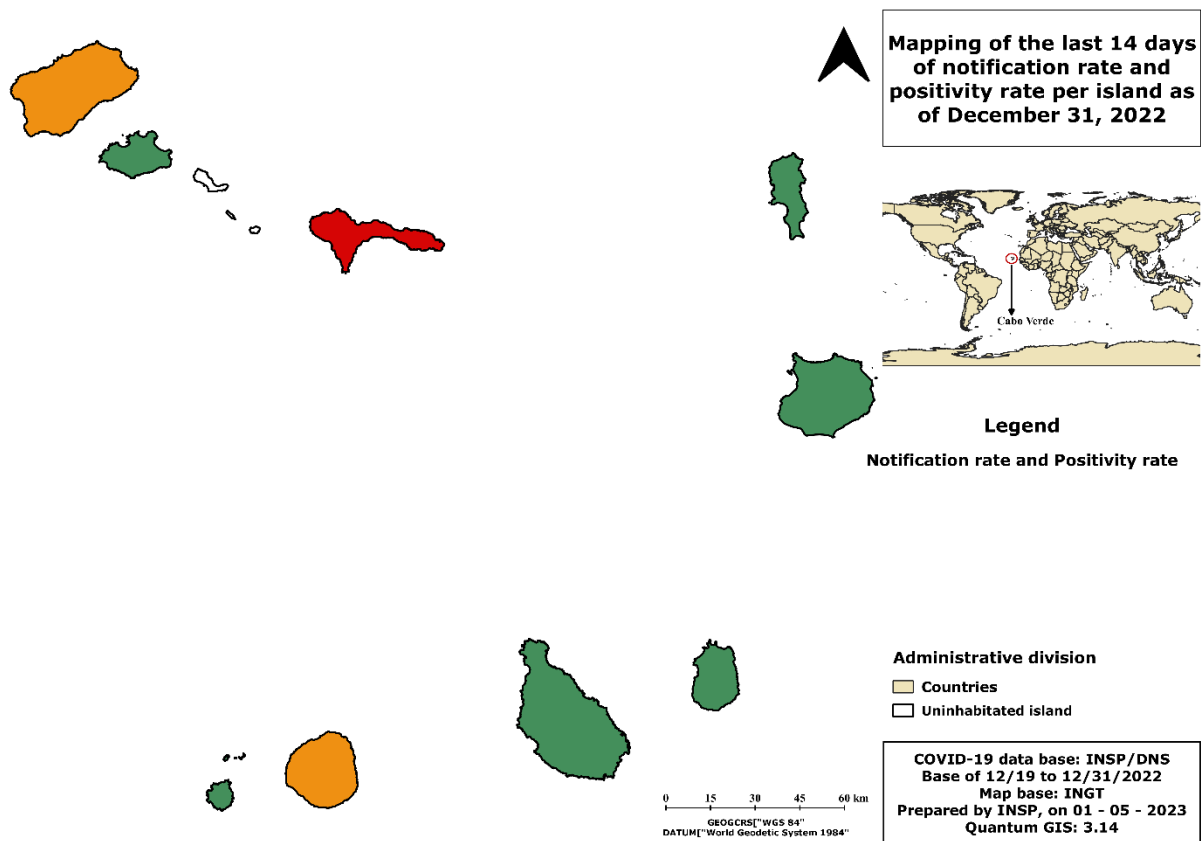 Mapping of the last 14 days
of notification rate and
positivity rate per island as
of December 31, 2022
Cabo Verde
Legend
Notification rate and Positivity rate
Administrative division
Countries
Uninhabitated island
COVID-19 data base: INSP/DNS
Base of 12/19 to 12/31/2022
Map base: INGT
Prepared by INSP, on 01 - 05 - 2023
Quantum GIS: 3.14
0 15 30 45 60 km
GEOGCRS["WGS 84"
DATUM["World Geodetic System 1984"